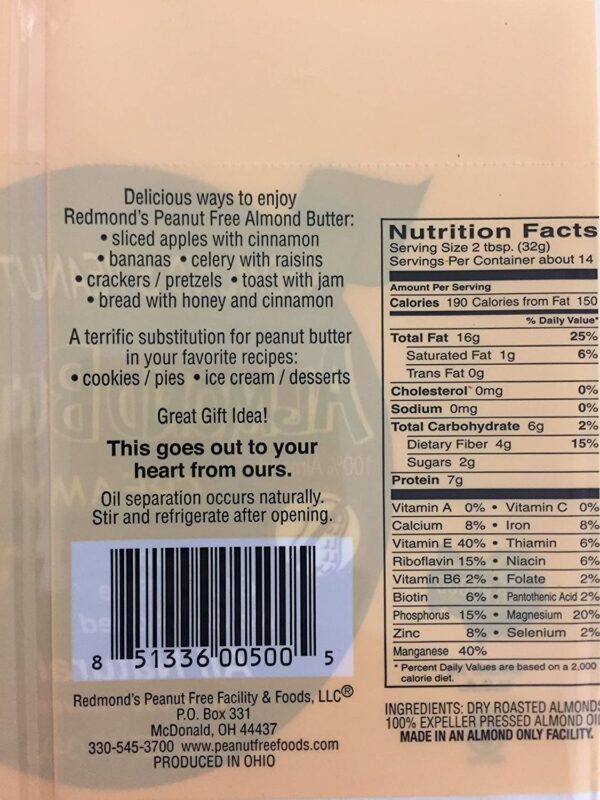 Delicious ways to enjoy
Redmond's Peanut Free Almond Butter:
• sliced apples with cinnamon
• bananas • celery with raisins
• crackers / pretzels • toast with jam
• bread with honey and cinnamon
A terrific substitution for peanut butter
in your favorite recipes:
• cookies / pies • ice cream / desserts
Great Gift Idea!
This goes out to your
heart from ours.
Oil separation occurs naturally.
Stir and refrigerate after opening.
8 51336 00500 5
Redmond's Peanut Free Facility & Foods, LLC®
P.O. Box 331
McDonald, OH 44437
330-545-3700 www.peanutfreefoods.com
PRODUCED IN OHIO
Nutrition Facts
Serving Size 2 tbsp. (32g)
Servings Per Container about 14
Amount Per Serving
Calories 190 Calories from Fat 150
% Daily Value*
Total Fat 16g 25%
Saturated Fat 1g 6%
Trans Fat 0g
Cholesterol 0mg 0%
Sodium 0mg 0%
Total Carbohydrate 6g 2%
Dietary Fiber 4g 15%
Sugars 2g
Protein 7g
Vitamin A 0% • Vitamin C 0%
Calcium 8% • Iron 8%
Vitamin E 40% • Thiamin 6%
Riboflavin 15% • Niacin 6%
Vitamin B6 2% • Folate 2%
Biotin 6% • Pantothenic Acid 2%
Phosphorus 15% • Magnesium 20%
Zinc 8% • Selenium 2%
Manganese 40%
* Percent Daily Values are based on a 2,000
calorie diet.
INGREDIENTS: DRY ROASTED ALMONDS
100% EXPELLER PRESSED ALMOND OIL
MADE IN AN ALMOND ONLY FACILITY.